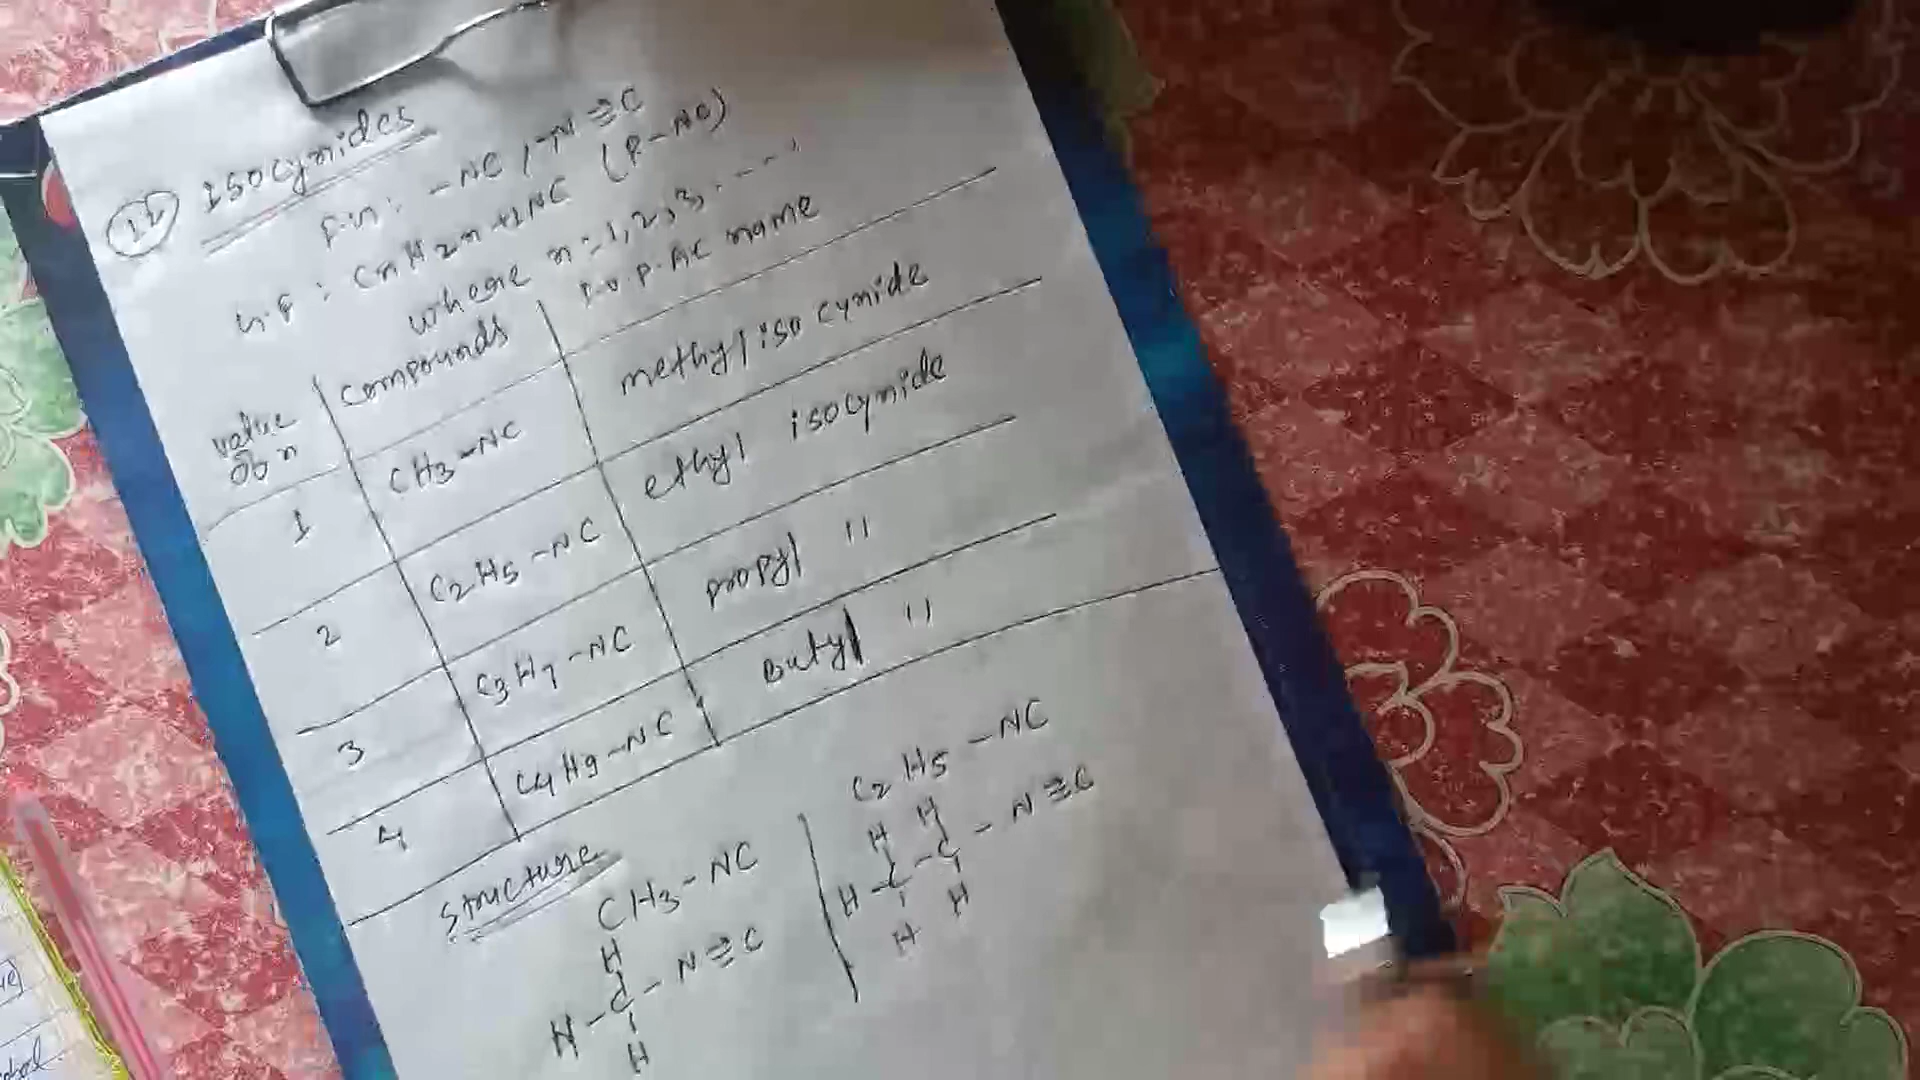 11 Isocynides
F.n: -NC / -N≡C
G.F : CnH2n+1NC (R-NC)
where n=1,2,3,----
value of n | compounds | I.U.P.AC name
1 | CH3-NC | methyl iso cynide
2 | C2H5-NC | ethyl isocynide
3 | C3H7-NC | propyl "
4 | C4H9-NC | Butyl "
structure
CH3-NC | C2H5-NC
H | H H
H-C-N≡C | H-C-C-N≡C
H | H H